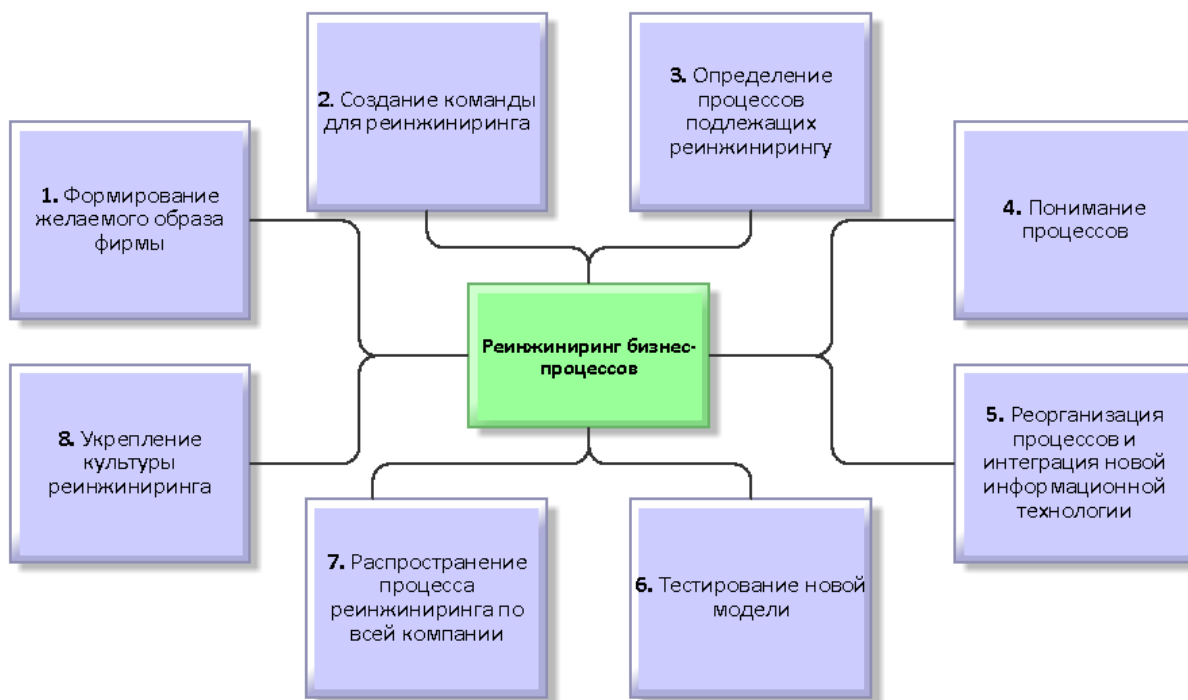 1. Формирование
желаемого образа
фирмы
2. Создание команды
для реинжиниринга
3. Определение
процессов
подлежащих
реинжинирингу
4. Понимание
процессов
Реинжиниринг бизнес-
процессов
5. Реорганизация
процессов и
интеграция новой
информационной
технологии
6. Тестирование новой
модели
7. Распространение
процесса
реинжиниринга по
всей компании
8. Укрепление
культуры
реинжиниринга